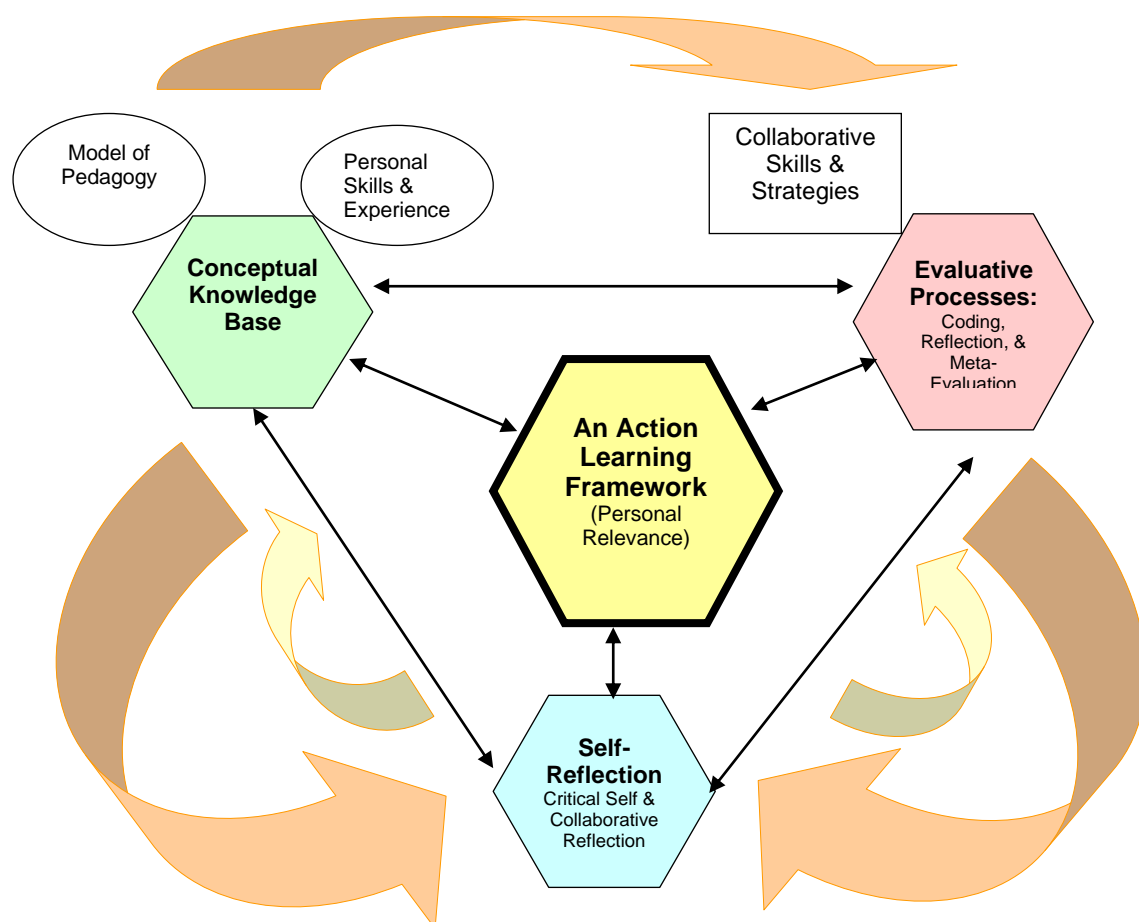 Model of
Pedagogy
Personal
Skills &
Experience
Collaborative
Skills &
Strategies
Conceptual
Knowledge
Base
Evaluative
Processes:
Coding,
Reflection, &
Meta-
Evaluation
An Action
Learning
Framework
(Personal
Relevance)
Self-
Reflection
Critical Self &
Collaborative
Reflection